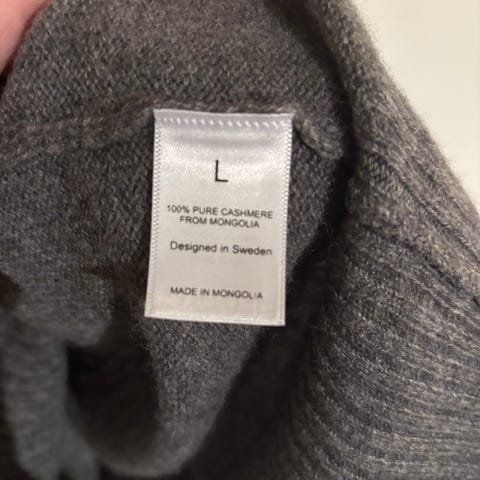 L
100% PURE CASHMERE
FROM MONGOLIA
Designed in Sweden
MADE IN MONGOLIA